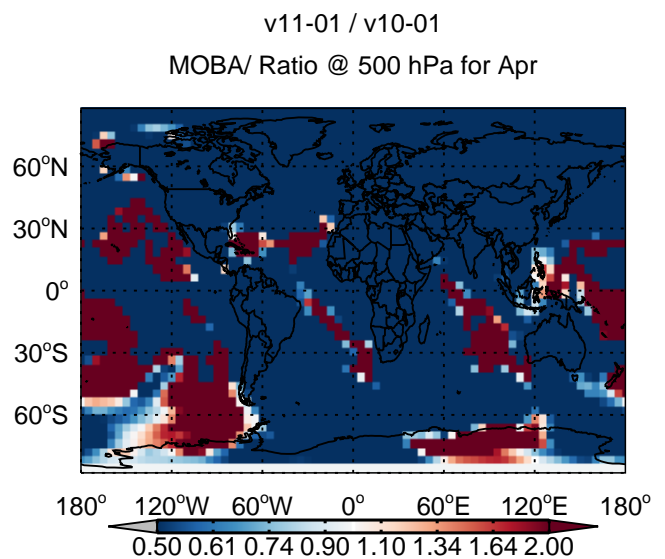 v11-01 / v10-01
MOBA/ Ratio @ 500 hPa for Apr
60°N
30°N
0°
30°S
60°S
180° 120°W 60°W 0° 60°E 120°E 180°
0.50 0.61 0.74 0.90 1.10 1.34 1.64 2.00